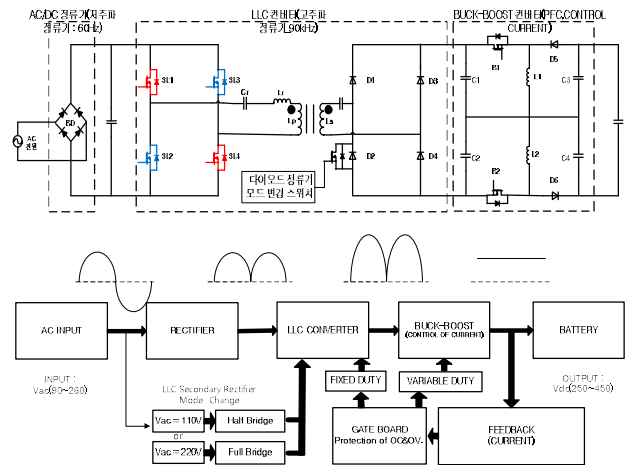 AC/DC 정류기(저주파
정류기 : 60Hz)
LLC 컨버터(고주파
정류기,90kHz)
BUCK-BOOST 컨버터(PFC,CONTROL
CURRENT)
SL1
SL3
SL2
SL4
Cr
Lr
Lp
Ls
D1
D3
D2
D4
B1
D5
C1
L1
C3
C2
L2
C4
B2
D6
BD
AC
전원
다이오드 정류기
모드 변경 스위치
AC INPUT
RECTIFIER
LLC CONVERTER
BUCK-BOOST
(CONTROL OF CURRENT)
BATTERY
INPUT :
Vac(90~260)
LLC Secondary Rectifier
Mode Change
FIXED DUTY
VARIABLE DUTY
OUTPUT :
Vdc(250~450)
Vac = 110V
Half Bridge
or
Vac = 220V
Full Bridge
GATE BOARD
Protection of OC&OV.
FEEDBACK
(CURRENT)